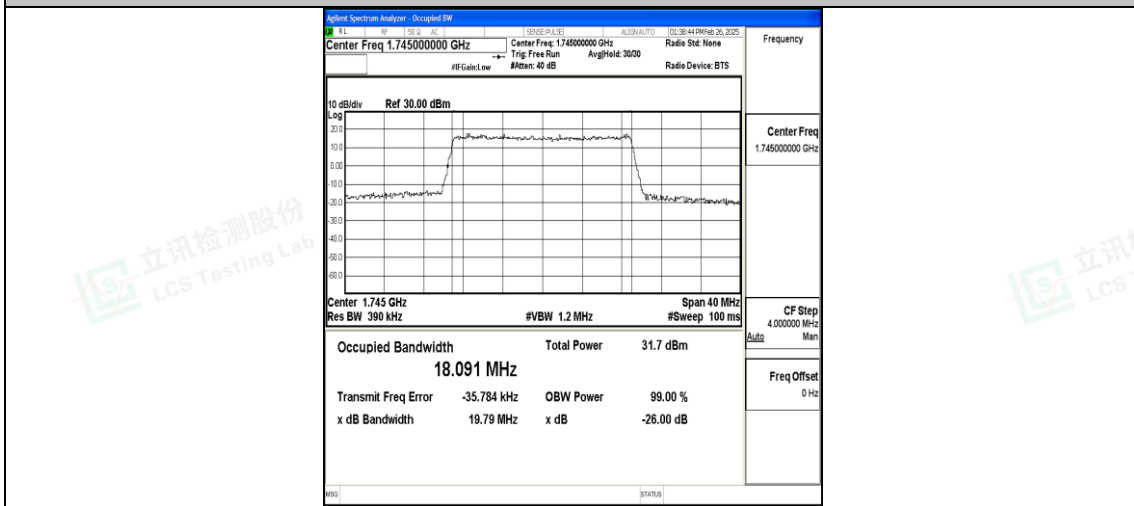 Agilent Spectrum Analyzer - Occupied BW
RL RF 50 Ω AC SENSE:PULSE ALIGN AUTO 01:38:44 PM Feb 26, 2025
Center Freq 1.745000000 GHz
Center Freq: 1.745000000 GHz
Radio Std: None
Trig: Free Run Avg|Hold: 30/30
#IFGain:Low
#Atten: 40 dB
Radio Device: BTS
Frequency
10 dB/div Ref 30.00 dBm
Log
20.0
10.0
0.00
-10.0
-20.0
-30.0
-40.0
-50.0
-60.0
Center Freq
1.745000000 GHz
Center 1.745 GHz
Span 40 MHz
Res BW 390 kHz
#VBW 1.2 MHz
#Sweep 100 ms
CF Step
4.000000 MHz
Auto Man
Occupied Bandwidth
18.091 MHz
Total Power 31.7 dBm
Transmit Freq Error -35.784 kHz
OBW Power 99.00 %
x dB Bandwidth 19.79 MHz
x dB -26.00 dB
Freq Offset
0 Hz
MSG
STATUS
立讯检测股份
LCS Testing Lab
立讯
LCS T